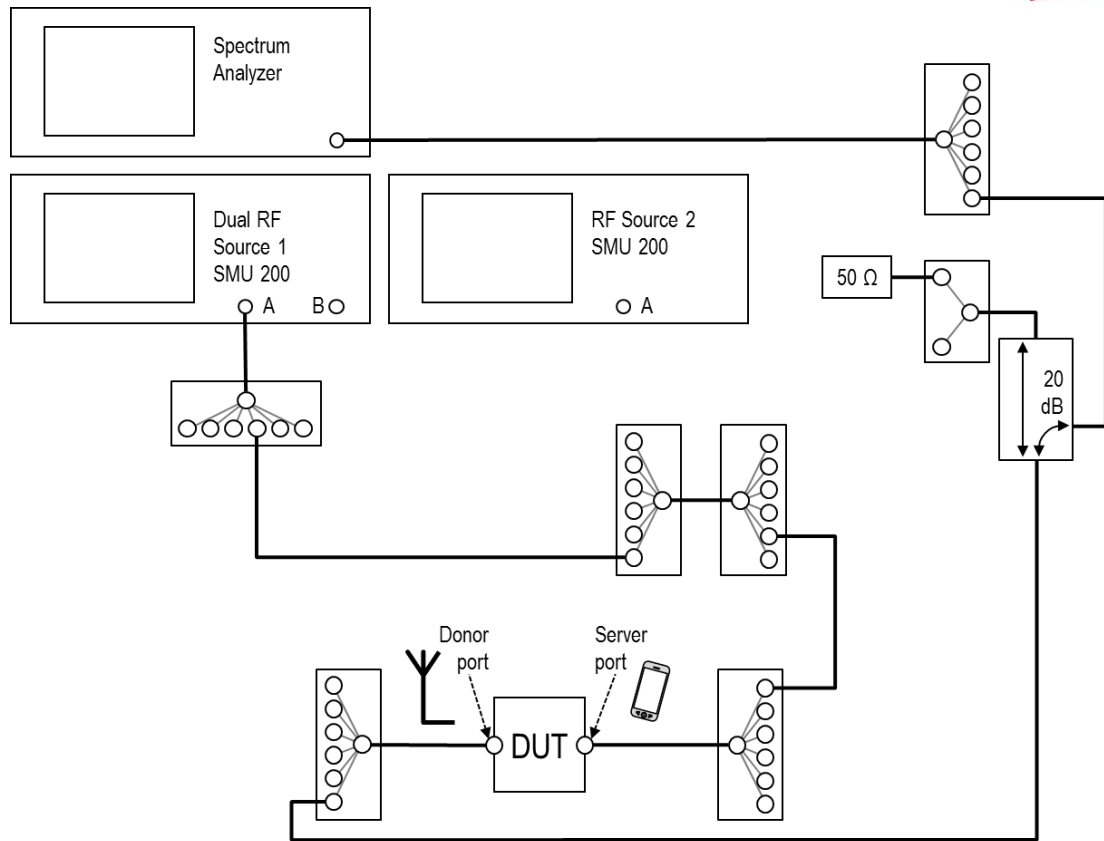 Spectrum
Analyzer
Dual RF
Source 1
SMU 200
A
B
RF Source 2
SMU 200
A
50 Ω
20
dB
Donor
port
Server
port
DUT